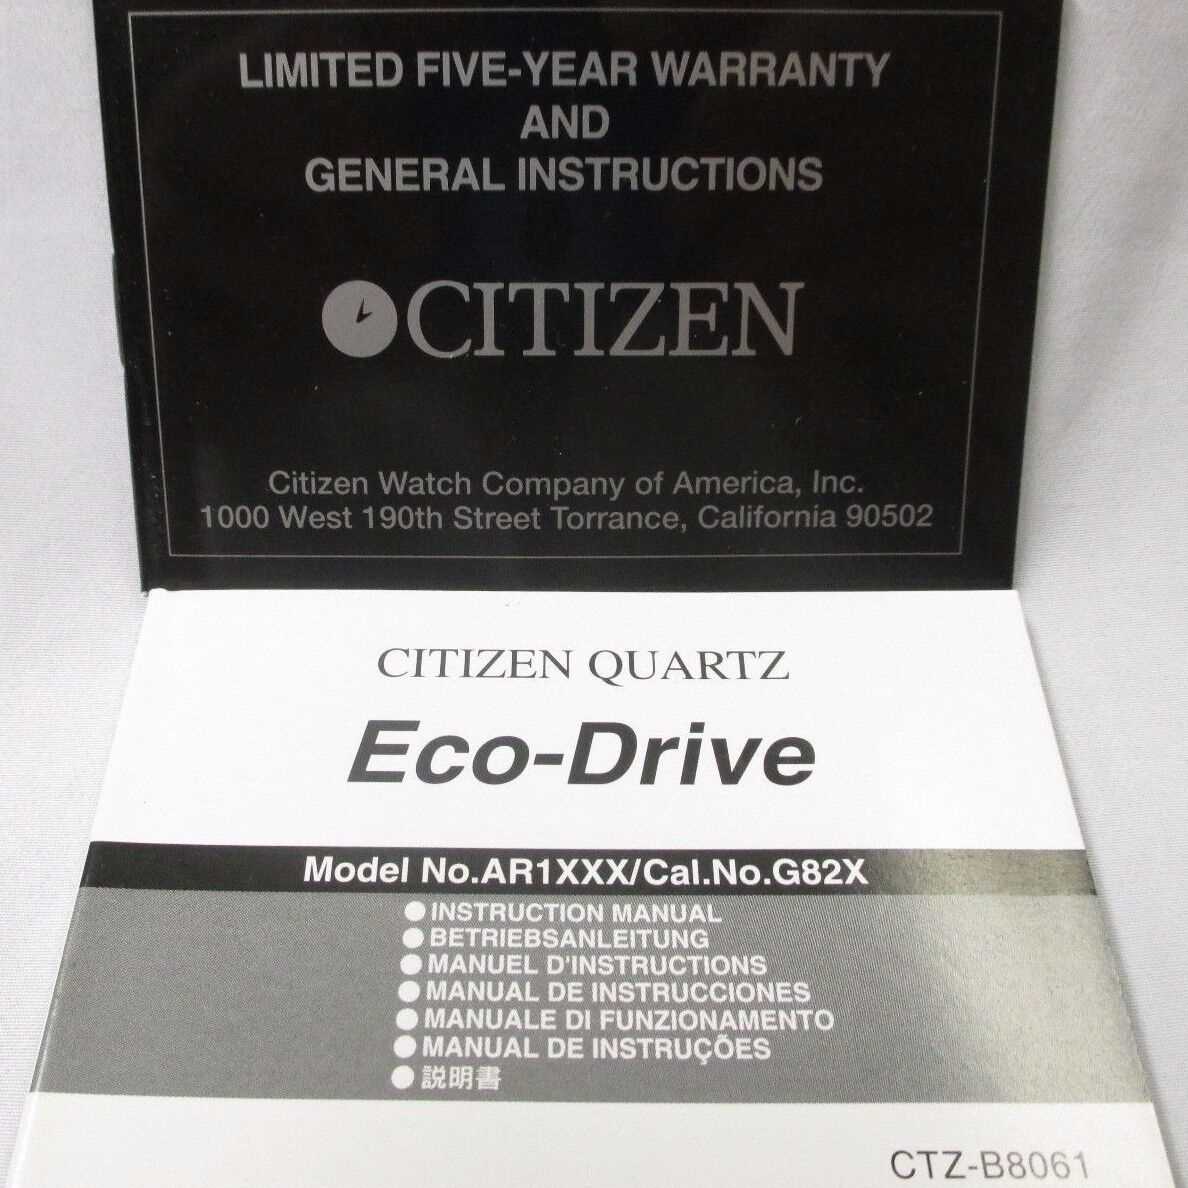 LIMITED FIVE-YEAR WARRANTY
AND
GENERAL INSTRUCTIONS
CITIZEN
Citizen Watch Company of America, Inc.
1000 West 190th Street Torrance, California 90502
CITIZEN QUARTZ
Eco-Drive
Model No.AR1XXX/Cal.No.G82X
●INSTRUCTION MANUAL
●BETRIEBSANLEITUNG
●MANUEL D'INSTRUCTIONS
●MANUAL DE INSTRUCCIONES
●MANUALE DI FUNZIONAMENTO
●MANUAL DE INSTRUÇÕES
●説明書
CTZ-B8061